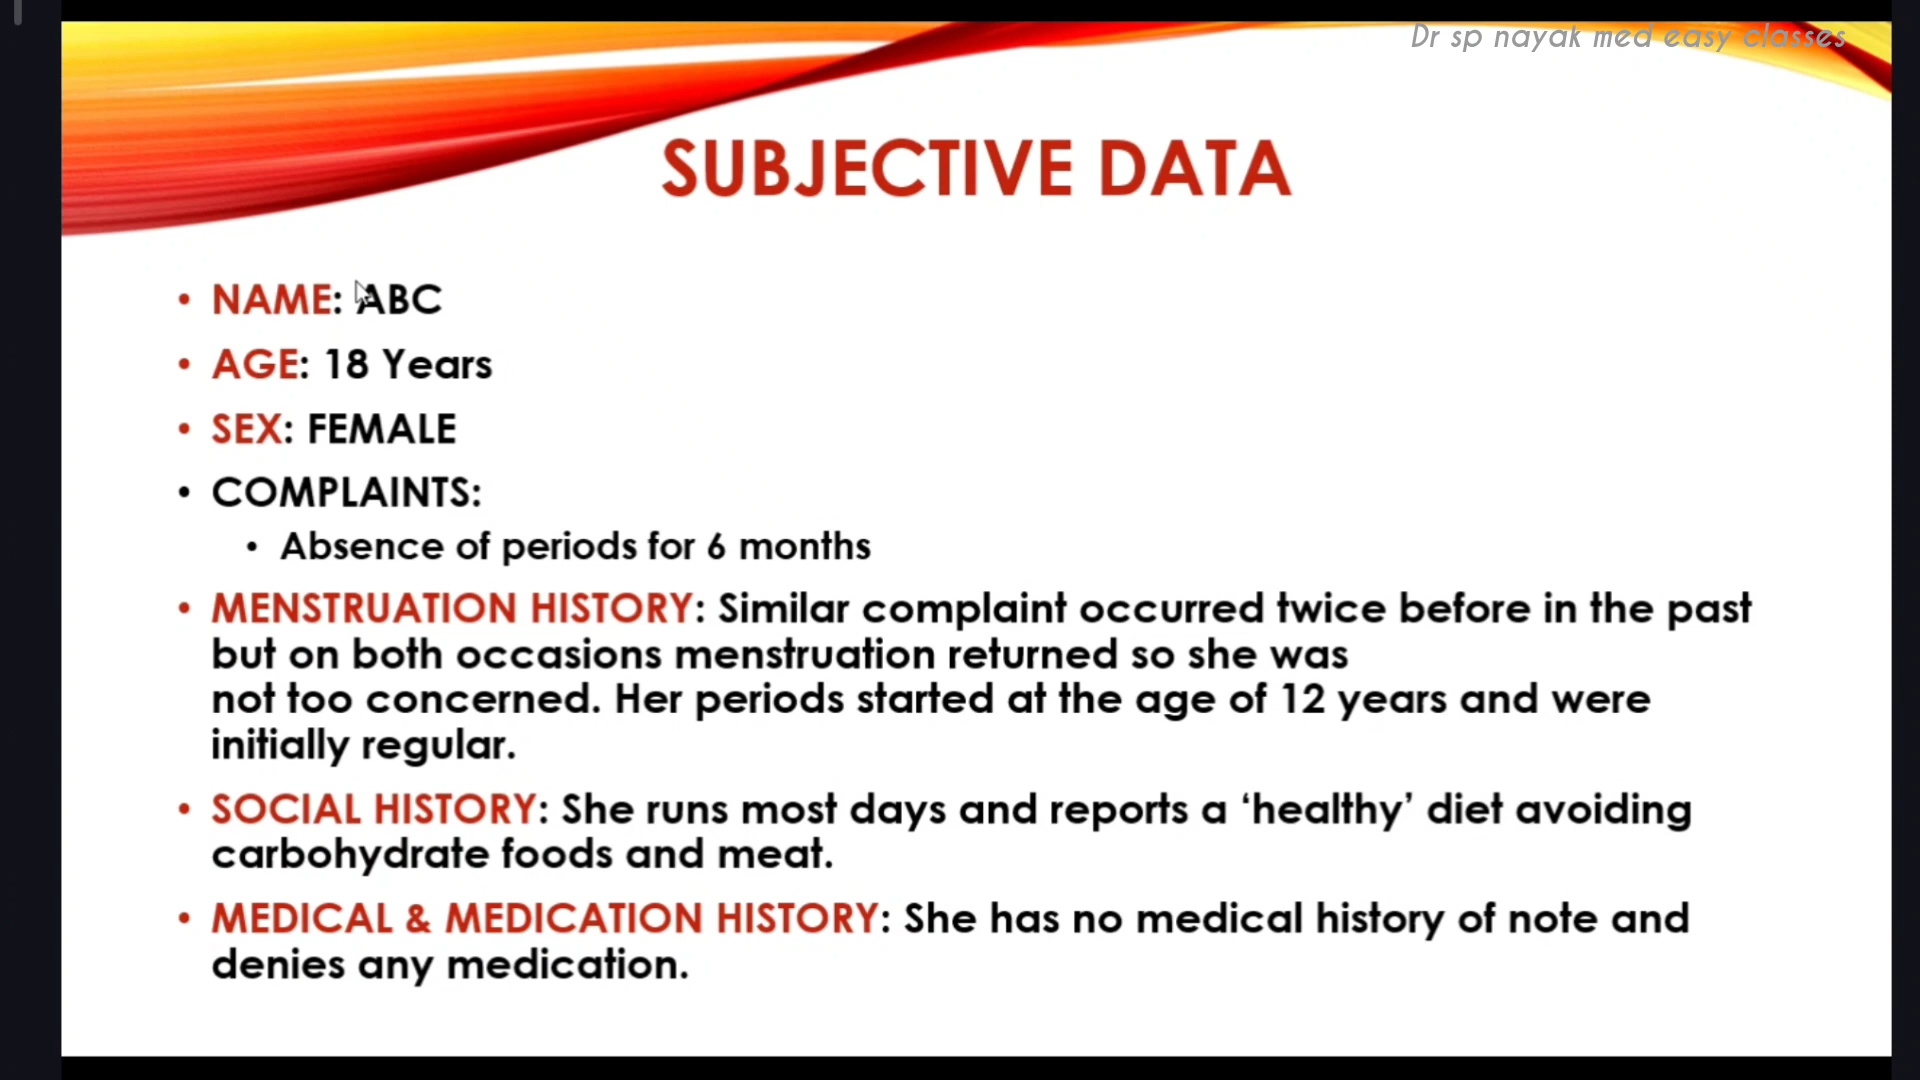 Dr sp nayak med easy classes
SUBJECTIVE DATA
• NAME: ABC
• AGE: 18 Years
• SEX: FEMALE
• COMPLAINTS:
• Absence of periods for 6 months
• MENSTRUATION HISTORY: Similar complaint occurred twice before in the past
but on both occasions menstruation returned so she was
not too concerned. Her periods started at the age of 12 years and were
initially regular.
• SOCIAL HISTORY: She runs most days and reports a ‘healthy’ diet avoiding
carbohydrate foods and meat.
• MEDICAL & MEDICATION HISTORY: She has no medical history of note and
denies any medication.